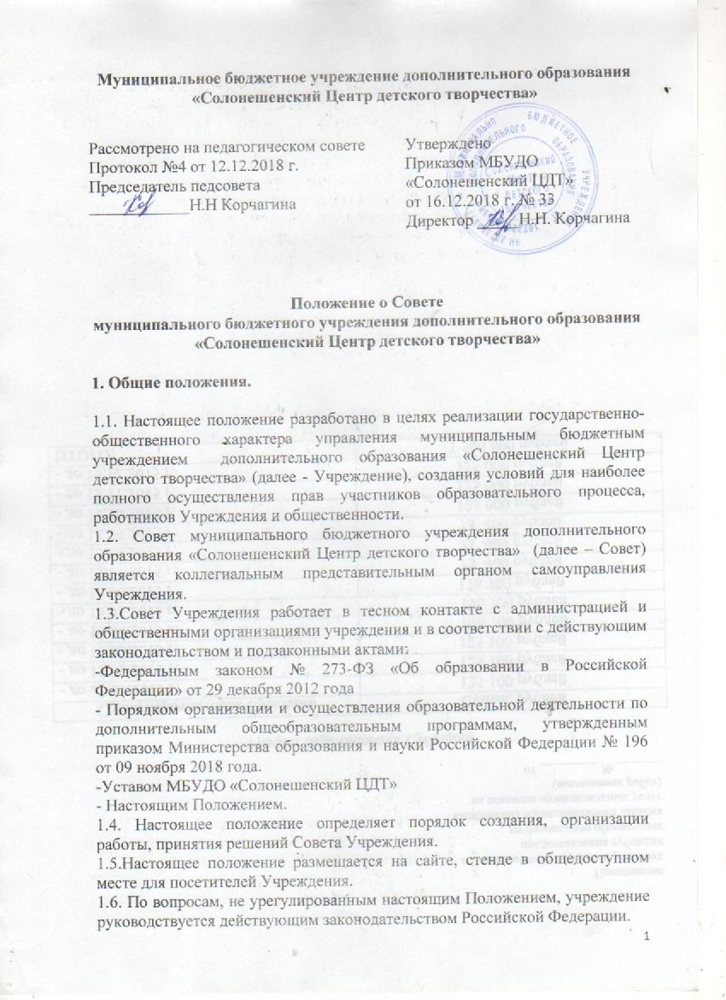 Муниципальное бюджетное учреждение дополнительного образования
«Солонешенский Центр детского творчества»
Рассмотрено на педагогическом совете
Протокол №4 от 12.12.2018 г.
Председатель педсовета
Н.Н Корчагина
Утверждено
Приказом МБУДО
«Солонешенский ЦДТ»
от 16.12.2018 г. № 33
Директор Н.Н. Корчагина
Положение о Совете
муниципального бюджетного учреждения дополнительного образования
«Солонешенский Центр детского творчества»
1. Общие положения.
1.1. Настоящее положение разработано в целях реализации государственно-
общественного характера управления муниципальным бюджетным
учреждением дополнительного образования «Солонешенский Центр
детского творчества» (далее - Учреждение), создания условий для наиболее
полного осуществления прав участников образовательного процесса,
работников Учреждения и общественности.
1.2. Совет муниципального бюджетного учреждения дополнительного
образования «Солонешенский Центр детского творчества» (далее – Совет)
является коллегиальным представительным органом самоуправления
Учреждения.
1.3.Совет Учреждения работает в тесном контакте с администрацией и
общественными организациями учреждения и в соответствии с действующим
законодательством и подзаконными актами:
-Федеральным законом № 273-ФЗ «Об образовании в Российской
Федерации» от 29 декабря 2012 года
- Порядком организации и осуществления образовательной деятельности по
дополнительным общеобразовательным программам, утвержденным
приказом Министерства образования и науки Российской Федерации № 196
от 09 ноября 2018 года.
-Уставом МБУДО «Солонешенский ЦДТ»
- Настоящим Положением.
1.4. Настоящее положение определяет порядок создания, организации
работы, принятия решений Совета Учреждения.
1.5.Настоящее положение размещается на сайте, стенде в общедоступном
месте для посетителей Учреждения.
1.6. По вопросам, не урегулированным настоящим Положением, учреждение
руководствуется действующим законодательством Российской Федерации.
1